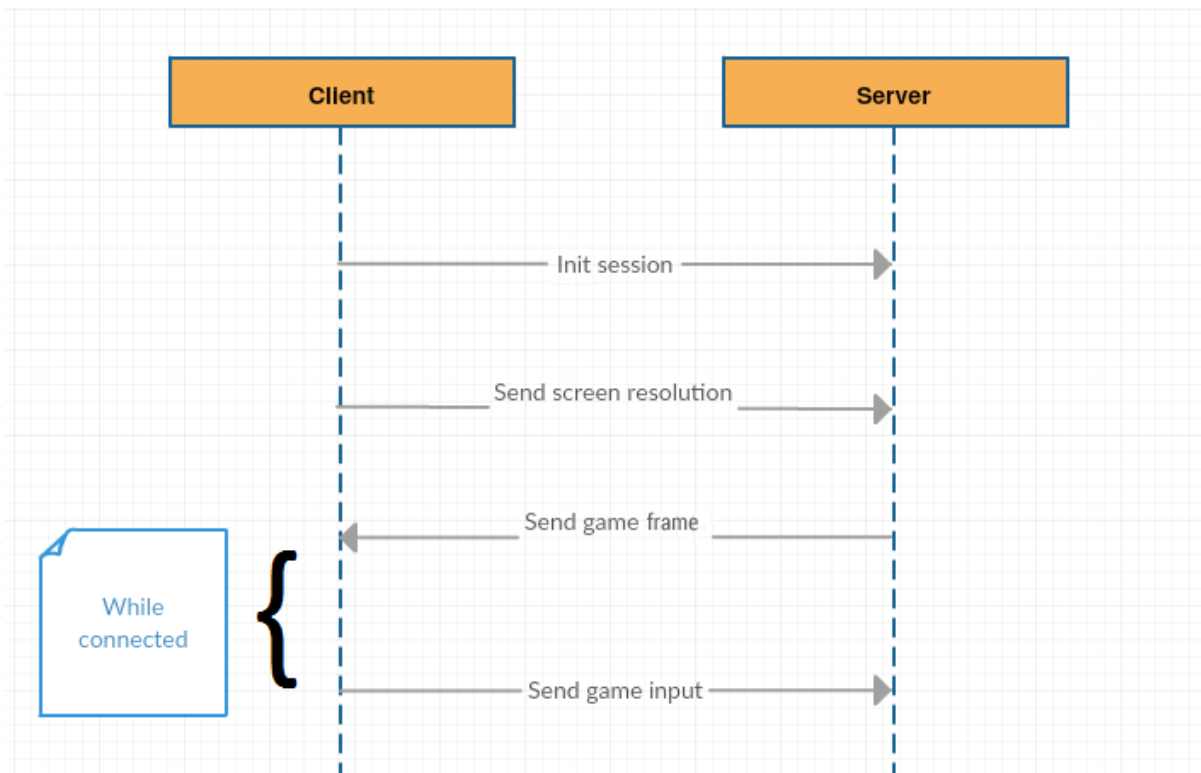 Client
Server
Init session
Send screen resolution
Send game frame
While
connected
Send game input